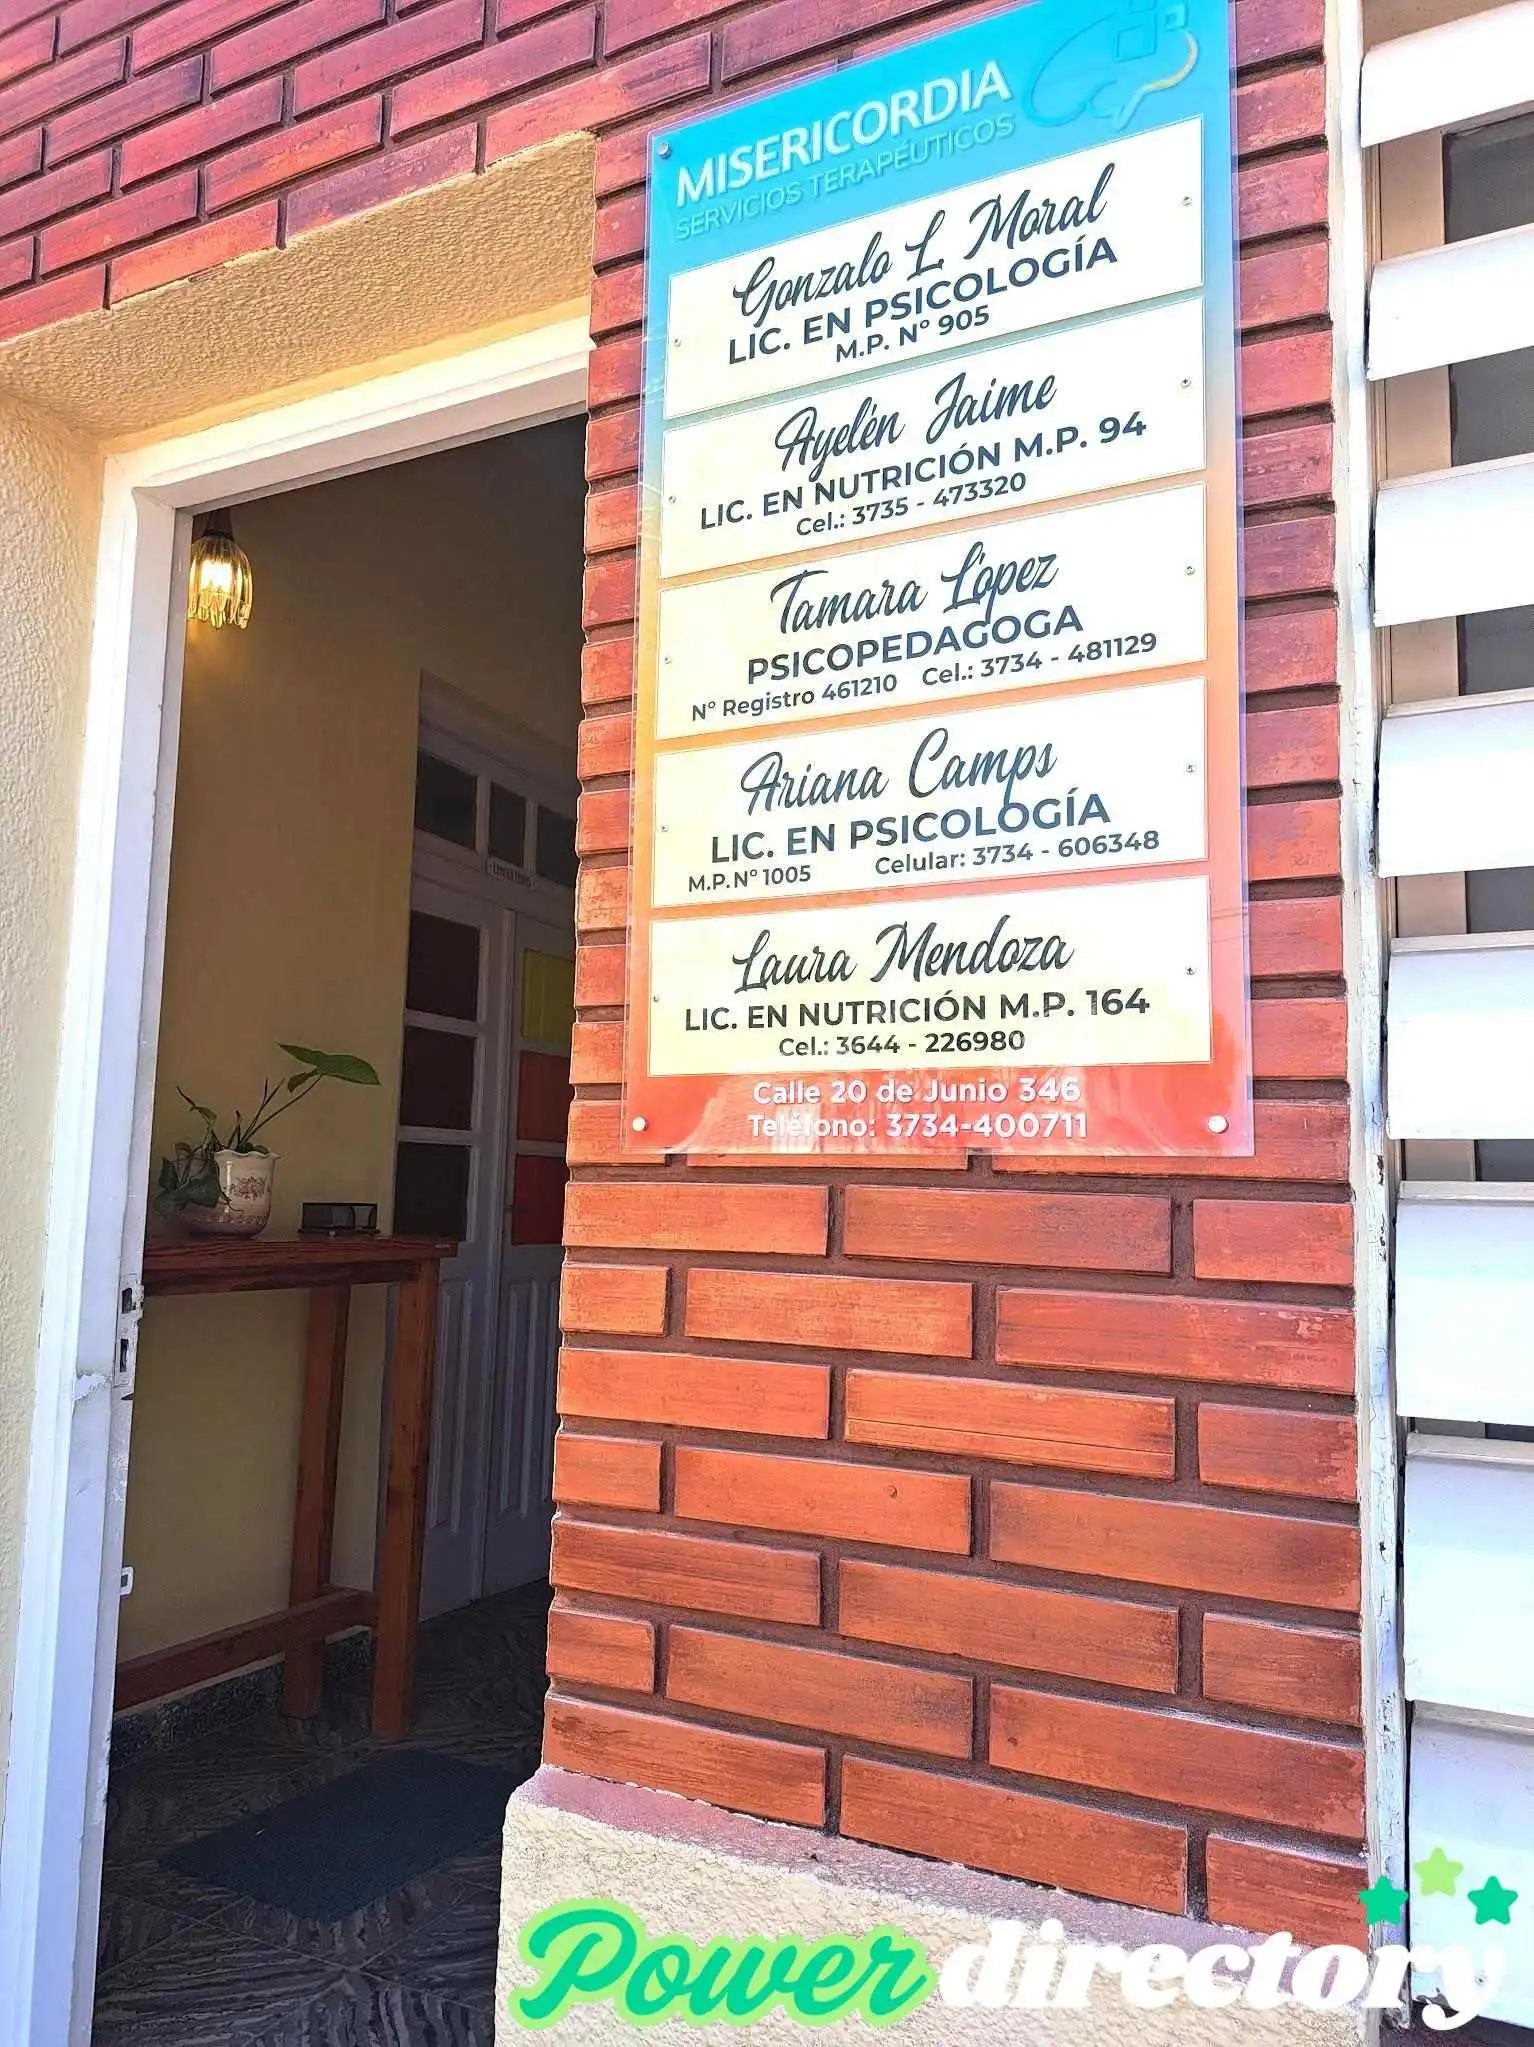 MISERICORDIA
SERVICIOS TERAPÉUTICOS
Gonzalo L Moral
LIC. EN PSICOLOGÍA
M.P. N° 905
Ayelén Jaime
LIC. EN NUTRICIÓN M.P. 94
Cel.: 3735 - 473320
Tamara López
PSICOPEDAGOGA
N° Registro 461210 Cel.: 3734 - 481129
Ariana Camps
LIC. EN PSICOLOGÍA
M.P. N° 1005 Celular: 3734 - 606348
Laura Mendoza
LIC. EN NUTRICIÓN M.P. 164
Cel.: 3644 - 226980
Calle 20 de Junio 346
Teléfono: 3734-400711
Power directory